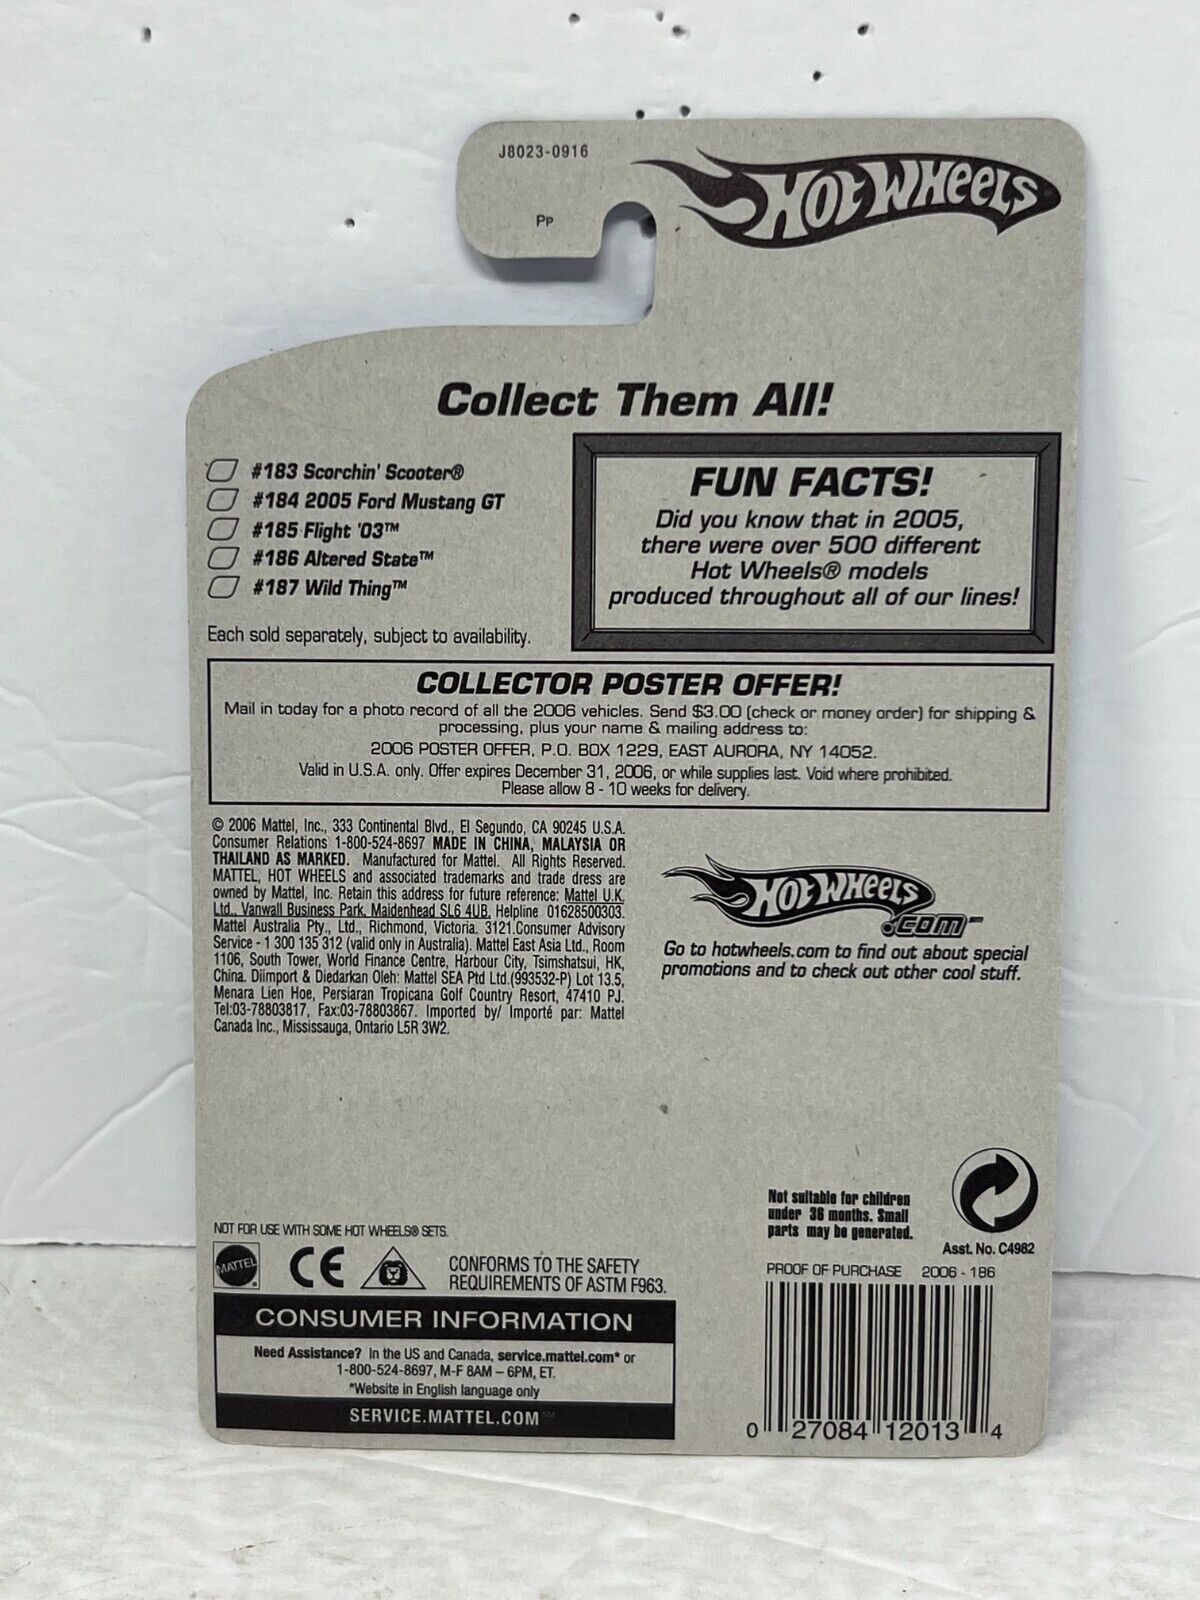 J8023-0916
PP
HOT WHEELS
Collect Them All!
#183 Scorchin' Scooter®
#184 2005 Ford Mustang GT
#185 Flight '03™
#186 Altered State™
#187 Wild Thing™
Each sold separately, subject to availability.
FUN FACTS!
Did you know that in 2005,
there were over 500 different
Hot Wheels® models
produced throughout all of our lines!
COLLECTOR POSTER OFFER!
Mail in today for a photo record of all the 2006 vehicles. Send $3.00 (check or money order) for shipping &
processing, plus your name & mailing address to:
2006 POSTER OFFER, P.O. BOX 1229, EAST AURORA, NY 14052.
Valid in U.S.A. only. Offer expires December 31, 2006, or while supplies last. Void where prohibited.
Please allow 8 - 10 weeks for delivery.
© 2006 Mattel, Inc., 333 Continental Blvd., El Segundo, CA 90245 U.S.A.
Consumer Relations 1-800-524-8697 MADE IN CHINA, MALAYSIA OR
THAILAND AS MARKED. Manufactured for Mattel. All Rights Reserved.
MATTEL, HOT WHEELS and associated trademarks and trade dress are
owned by Mattel, Inc. Retain this address for future reference: Mattel U.K.
Ltd., Vanwall Business Park, Maidenhead SL6 4UB. Helpline 01628500303.
Mattel Australia Pty., Ltd., Richmond, Victoria. 3121.Consumer Advisory
Service - 1 300 135 312 (valid only in Australia). Mattel East Asia Ltd., Room
1106, South Tower, World Finance Centre, Harbour City, Tsimshatsui, HK,
China. Diimport & Diedarkan Oleh: Mattel SEA Ptd Ltd.(993532-P) Lot 13.5,
Menara Lien Hoe, Persiaran Tropicana Golf Country Resort, 47410 PJ.
Tel:03-78803817, Fax:03-78803867. Imported by/ Importé par: Mattel
Canada Inc., Mississauga, Ontario L5R 3W2.
HOT WHEELS
.COM™
Go to hotwheels.com to find out about special
promotions and to check out other cool stuff.
Not suitable for children
under 36 months. Small
parts may be generated.
Asst. No. C4982
NOT FOR USE WITH SOME HOT WHEELS® SETS.
MATTEL
CE
CONFORMS TO THE SAFETY
REQUIREMENTS OF ASTM F963.
CONSUMER INFORMATION
Need Assistance? In the US and Canada, service.mattel.com* or
1-800-524-8697, M-F 8AM – 6PM, ET.
*Website in English language only
SERVICE.MATTEL.COM℠
PROOF OF PURCHASE 2006 - 186
0 27084 12013 4